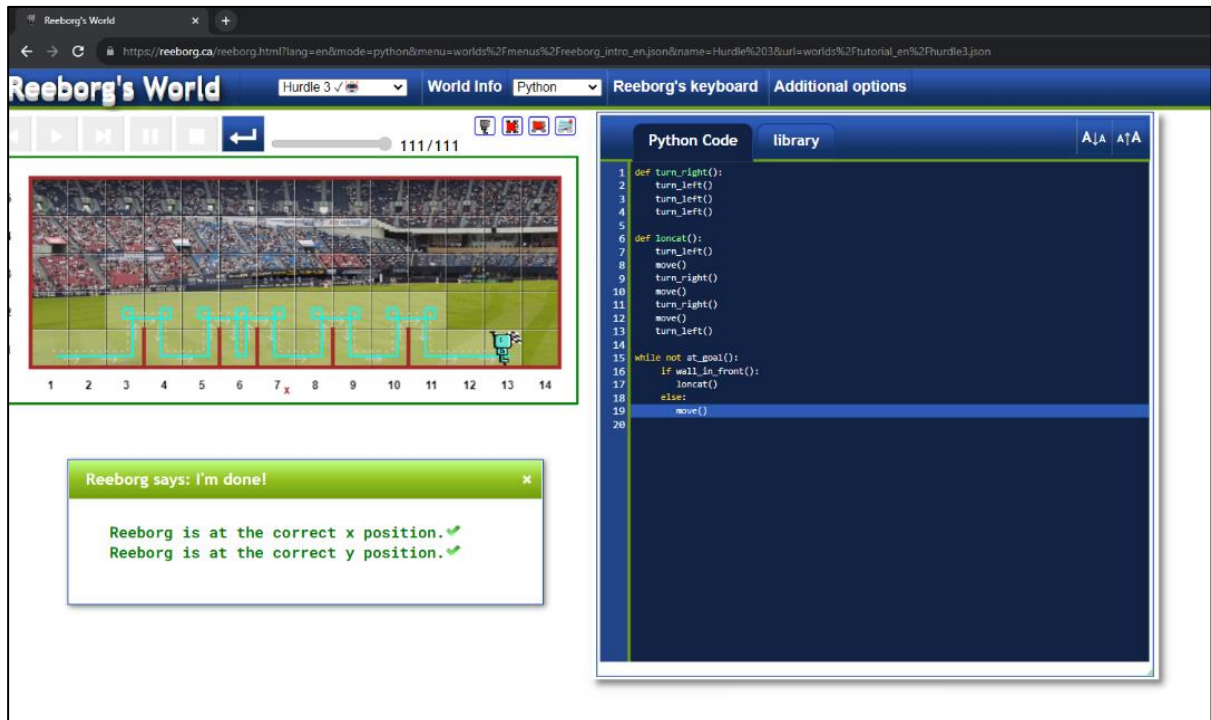 Reeborg's World
https://reeborg.ca/reeborg.html?lang=en&mode=python&menu=worlds%2Fmenus%2Freeborg_intro_en.json&name=Hurdle%203&url=worlds%2Ftutorial_en%2Fhurdle3.json
Reeborg's World
Hurdle 3 ✓
World Info
Python
Reeborg's keyboard
Additional options
111/111
1 2 3 4 5 6 7 x 8 9 10 11 12 13 14
Reeborg says: I'm done!
Reeborg is at the correct x position.
Reeborg is at the correct y position.
Python Code
library
A↓A A↑A
1 def turn_right():
2 turn_left()
3 turn_left()
4 turn_left()
5
6 def loncat():
7 turn_left()
8 move()
9 turn_right()
10 move()
11 turn_right()
12 move()
13 turn_left()
14
15 while not at_goal():
16 if wall_in_front():
17 loncat()
18 else:
19 move()
20